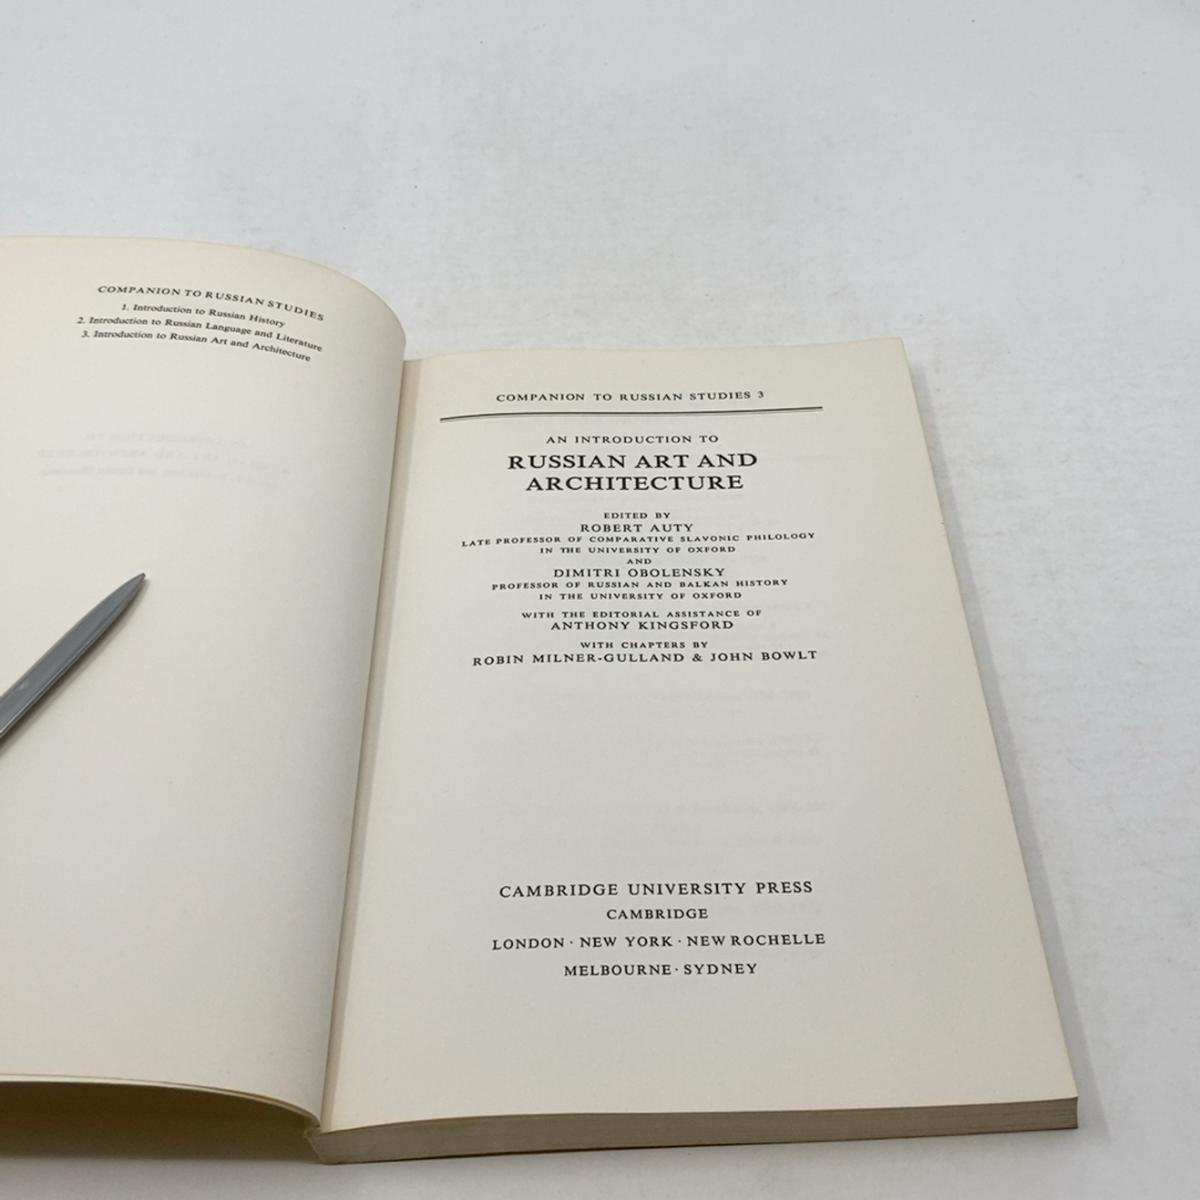 COMPANION TO RUSSIAN STUDIES
1. Introduction to Russian History
2. Introduction to Russian Language and Literature
3. Introduction to Russian Art and Architecture
COMPANION TO RUSSIAN STUDIES 3
AN INTRODUCTION TO
RUSSIAN ART AND
ARCHITECTURE
EDITED BY
ROBERT AUTY
LATE PROFESSOR OF COMPARATIVE SLAVONIC PHILOLOGY
IN THE UNIVERSITY OF OXFORD
AND
DIMITRI OBOLENSKY
PROFESSOR OF RUSSIAN AND BALKAN HISTORY
IN THE UNIVERSITY OF OXFORD
WITH THE EDITORIAL ASSISTANCE OF
ANTHONY KINGSFORD
WITH CHAPTERS BY
ROBIN MILNER-GULLAND & JOHN BOWLT
CAMBRIDGE UNIVERSITY PRESS
CAMBRIDGE
LONDON · NEW YORK · NEW ROCHELLE
MELBOURNE · SYDNEY